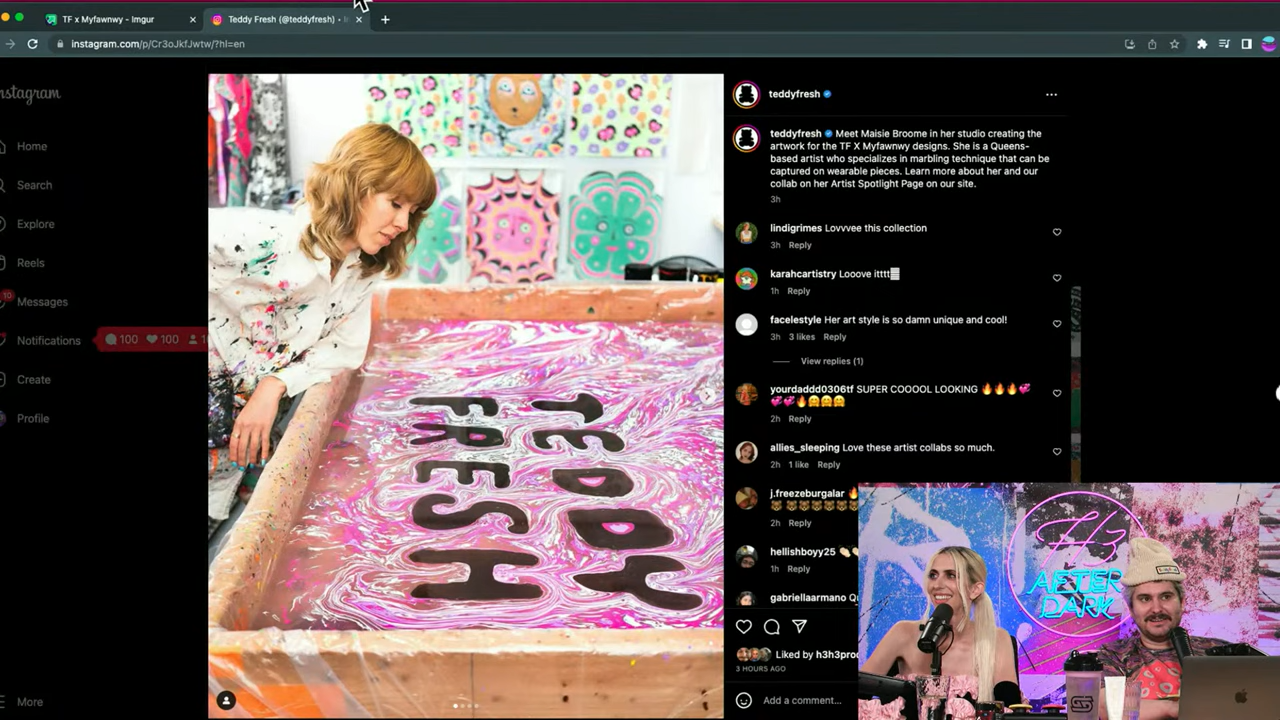 TF x Myfawnwy - Imgur
Teddy Fresh (@teddyfresh) •
instagram.com/p/Cr3oJkfJwtw/?hl=en
nstagram
Home
Search
Explore
Reels
10
Messages
Notifications
100 100
Create
Profile
More
TEDDY
FRESH
teddyfresh
teddyfresh Meet Maisie Broome in her studio creating the
artwork for the TF X Myfawnwy designs. She is a Queens-
based artist who specializes in marbling technique that can be
captured on wearable pieces. Learn more about her and our
collab on her Artist Spotlight Page on our site.
3h
lindigrimes Lovvvee this collection
3h Reply
karahcartistry Looove itttt
1h Reply
facelestyle Her art style is so damn unique and cool!
3h 3 likes Reply
View replies (1)
yourdaddd0306tf SUPER COOOOL LOOKING 🔥🔥🔥💞
💞💞🔥🤗🤗🤗
2h Reply
allies_sleeping Love these artist collabs so much.
2h 1 like Reply
j.freezeburgalar 🔥
🐻🐻🐻🐻🐻🐻🐻
2h Reply
hellishboyy25 👏🏻
1h Reply
gabriellaarmano
Liked by h3h3pro
3 HOURS AGO
Add a comment...
H3
AFTER
DARK